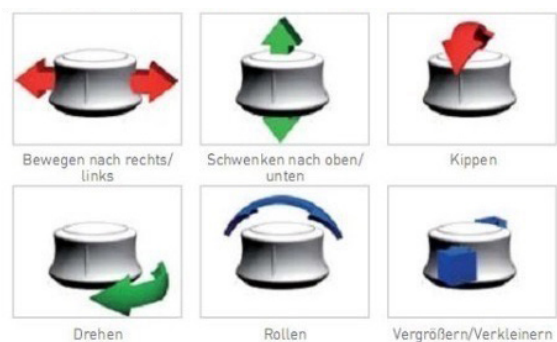 Bewegen nach rechts/
links
Schwenken nach oben/
unten
Kippen
Drehen
Rollen
Vergrößern/Verkleinern